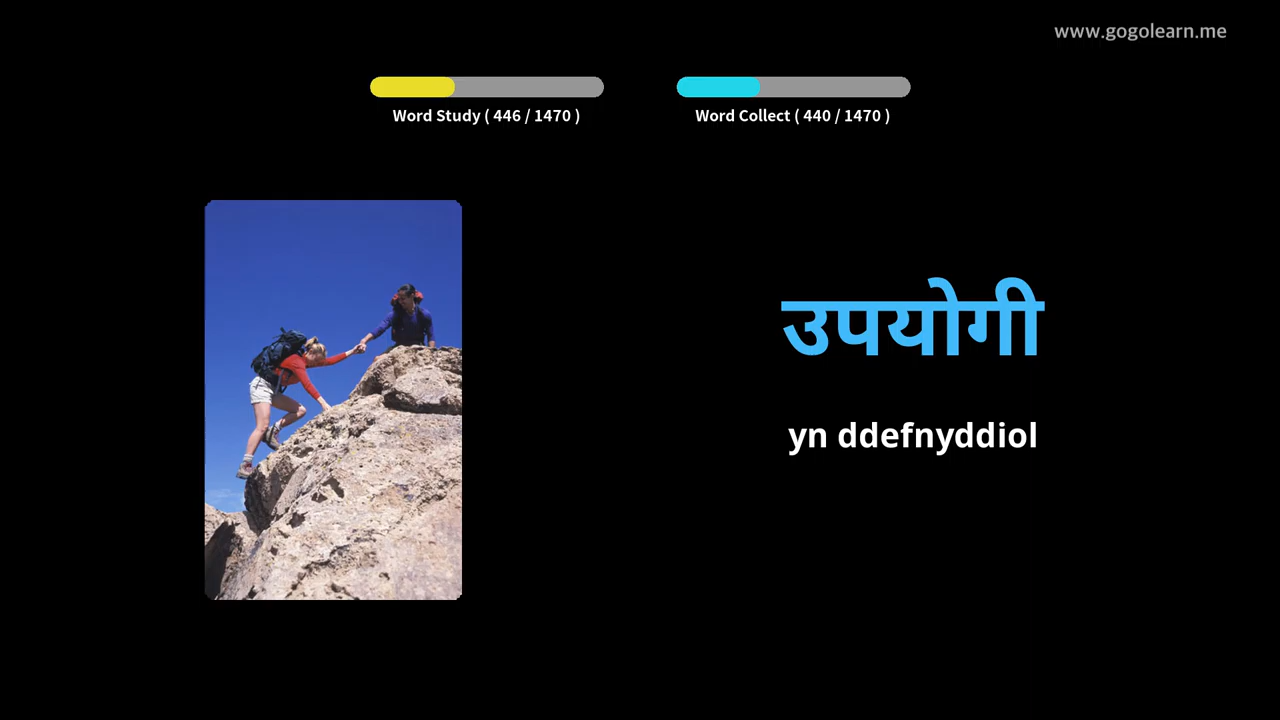 www.gogolearn.me
Word Study ( 446 / 1470 )
Word Collect ( 440 / 1470 )
उपयोगी
yn ddefnyddiol